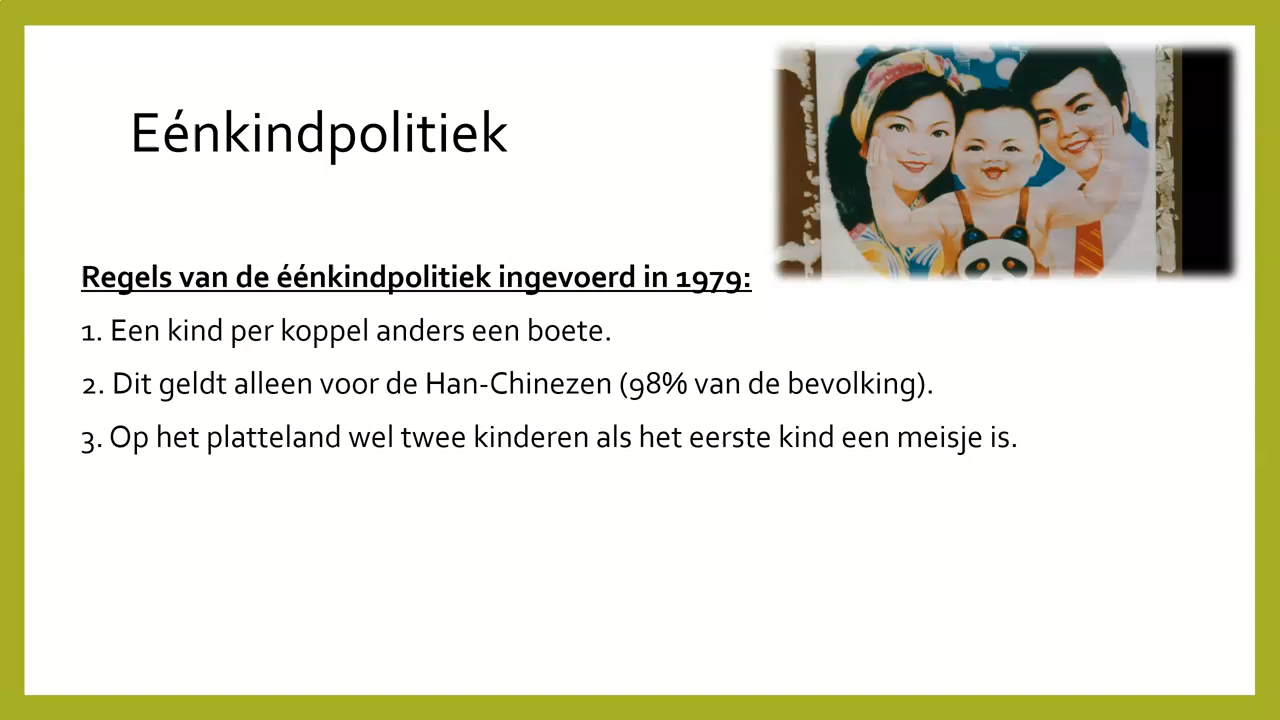 Eénkindpolitiek
Regels van de éénkindpolitiek ingevoerd in 1979:
1. Een kind per koppel anders een boete.
2. Dit geldt alleen voor de Han-Chinezen (98% van de bevolking).
3. Op het platteland wel twee kinderen als het eerste kind een meisje is.